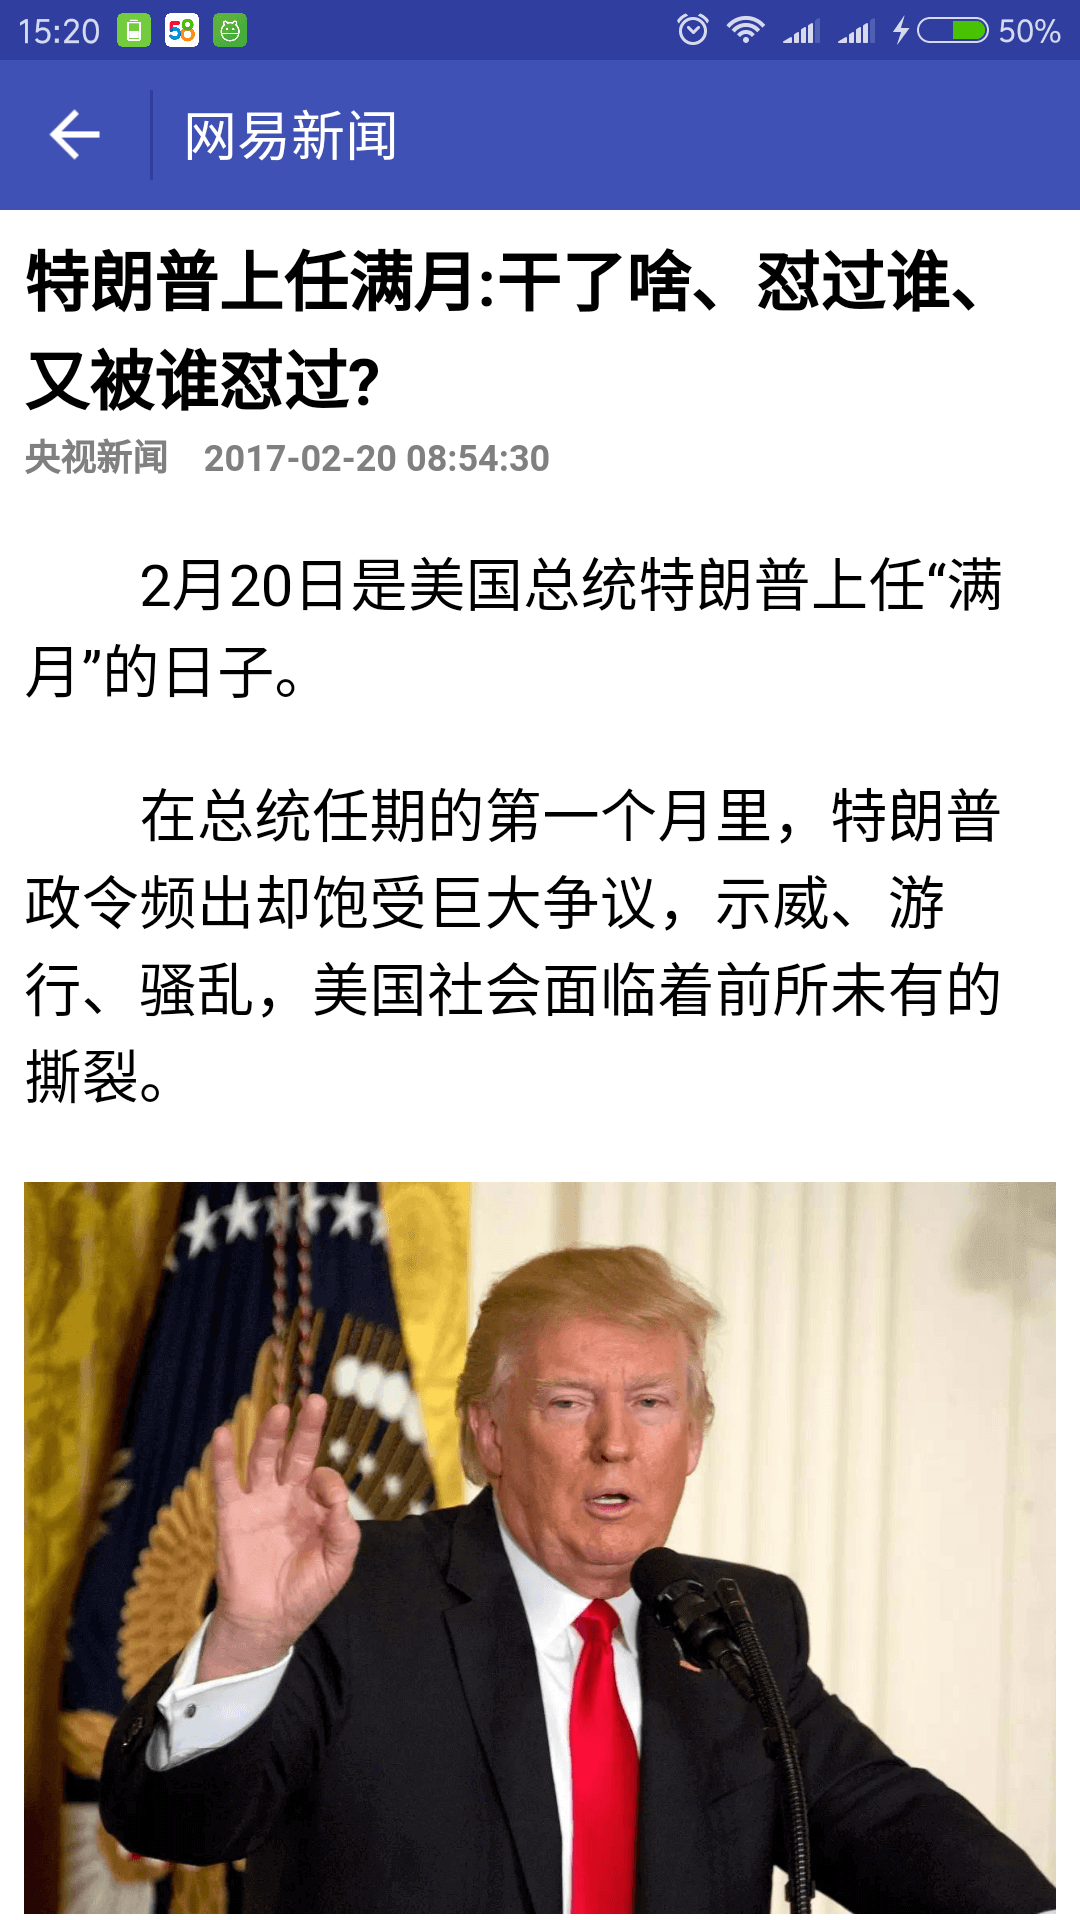 15:20 58 50%
网易新闻
特朗普上任满月:干了啥、怼过谁、
又被谁怼过?
央视新闻 2017-02-20 08:54:30
2月20日是美国总统特朗普上任“满
月”的日子。
在总统任期的第一个月里，特朗普
政令频出却饱受巨大争议，示威、游
行、骚乱，美国社会面临着前所未有的
撕裂。